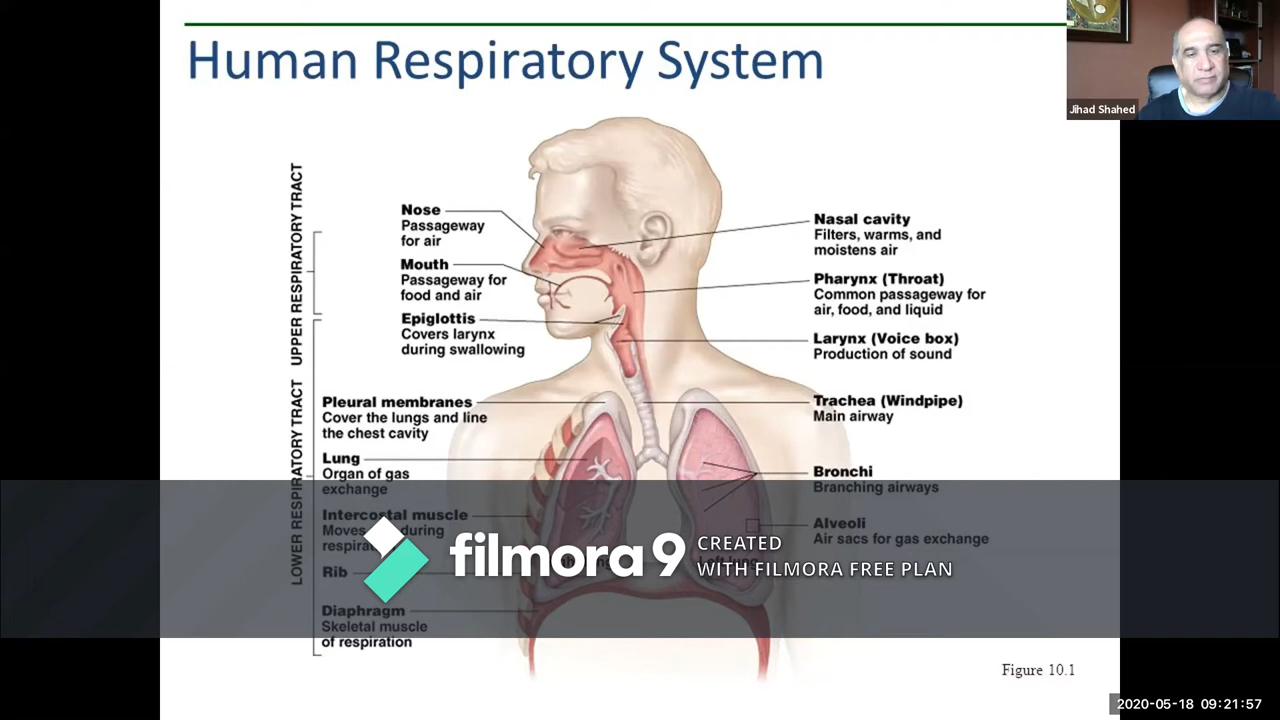 Human Respiratory System
Jihad Shahed
UPPER RESPIRATORY TRACT
LOWER RESPIRATORY TRACT
Nose
Passageway
for air
Mouth
Passageway for
food and air
Epiglottis
Covers larynx
during swallowing
Pleural membranes
Cover the lungs and line
the chest cavity
Lung
Organ of gas
exchange
Intercostal muscle
Rib
Diaphragm
Skeletal muscle
of respiration
Nasal cavity
Filters, warms, and
moistens air
Pharynx (Throat)
Common passageway for
air, food, and liquid
Larynx (Voice box)
Production of sound
Trachea (Windpipe)
Main airway
Bronchi
Branching airways
Alveoli
Air sacs for gas exchange
filmora 9
CREATED
WITH FILMORA FREE PLAN
Figure 10.1
2020-05-18 09:21:57